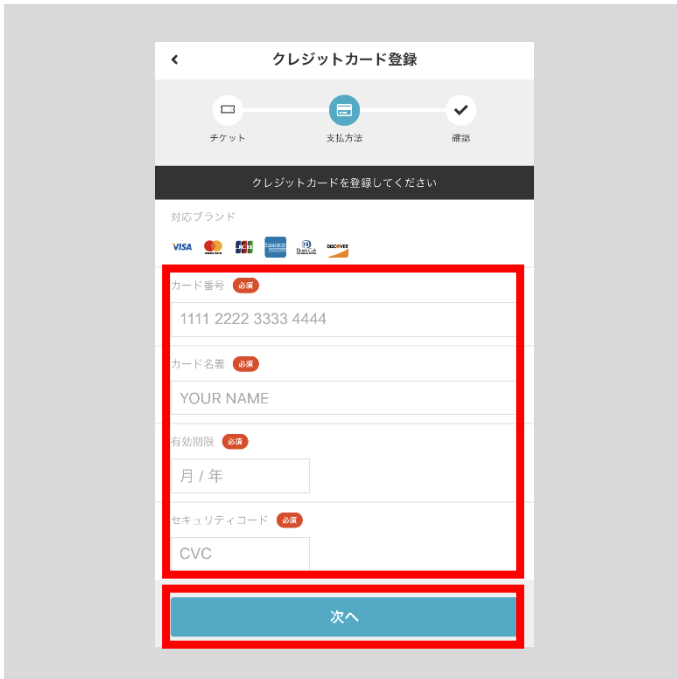 クレジットカード登録
チケット 支払方法 確認
クレジットカードを登録してください
対応ブランド
VISA JCB DISCOVER
カード番号 必須
1111 2222 3333 4444
カード名義 必須
YOUR NAME
有効期限 必須
月 / 年
セキュリティコード 必須
CVC
次へ